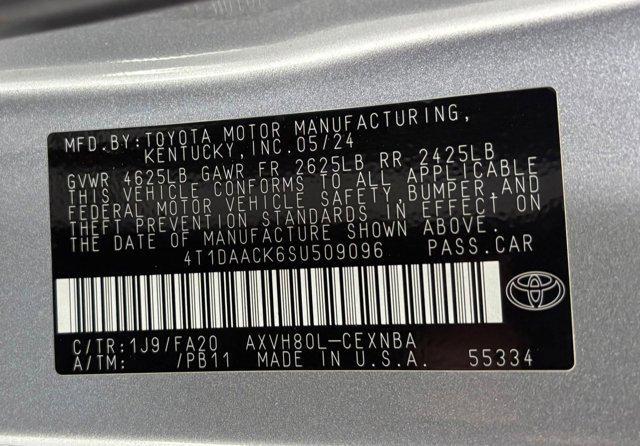 MFD.BY:TOYOTA MOTOR MANUFACTURING,
KENTUCKY, INC.05/24
GVWR 4625LB GAWR FR 2625LB RR 2425LB
THIS VEHICLE CONFORMS TO ALL APPLICABLE
FEDERAL MOTOR VEHICLE SAFETY,BUMPER,AND
THEFT PREVENTION STANDARDS IN EFFECT ON
THE DATE OF MANUFACTURE SHOWN ABOVE.
4T1DAACK6SU509096 PASS.CAR
C/TR:1J9/FA20 AXVH80L-CEXNBA
A/TM: /PB11 MADE IN U.S.A. 55334